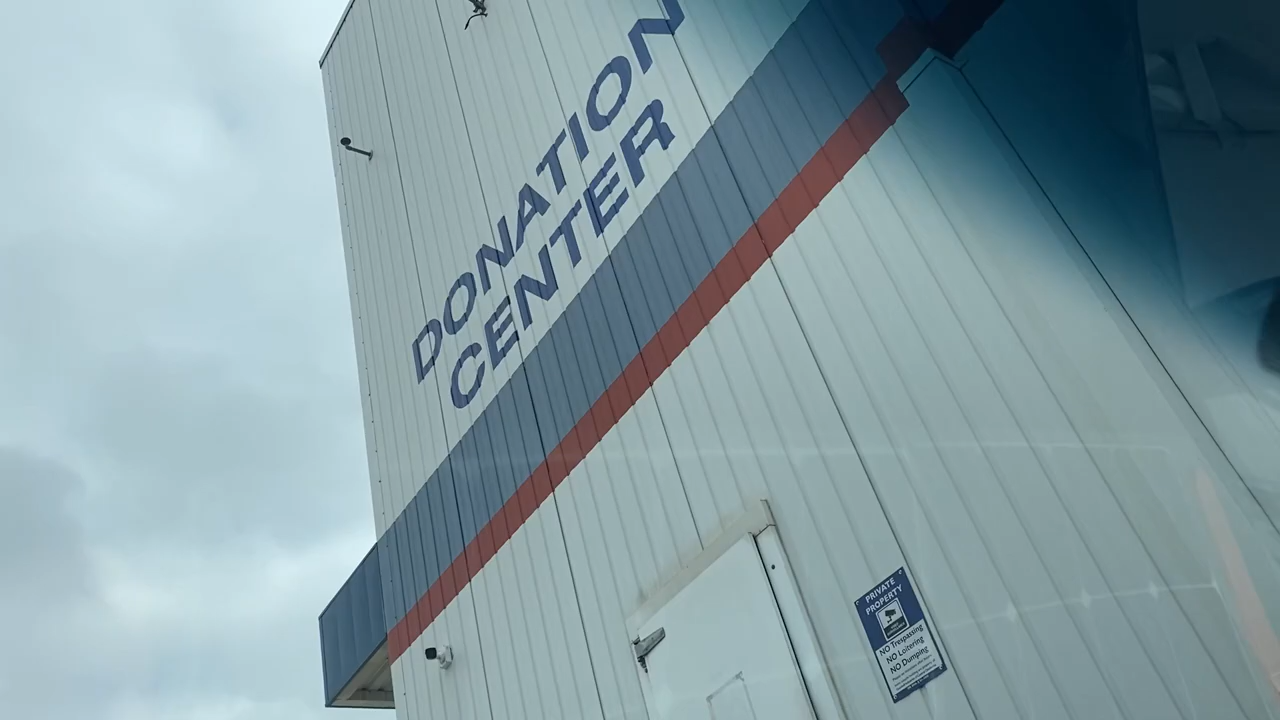 DONATION
CENTER
PRIVATE
PROPERTY
NO Trespassing
NO Loitering
NO Dumping